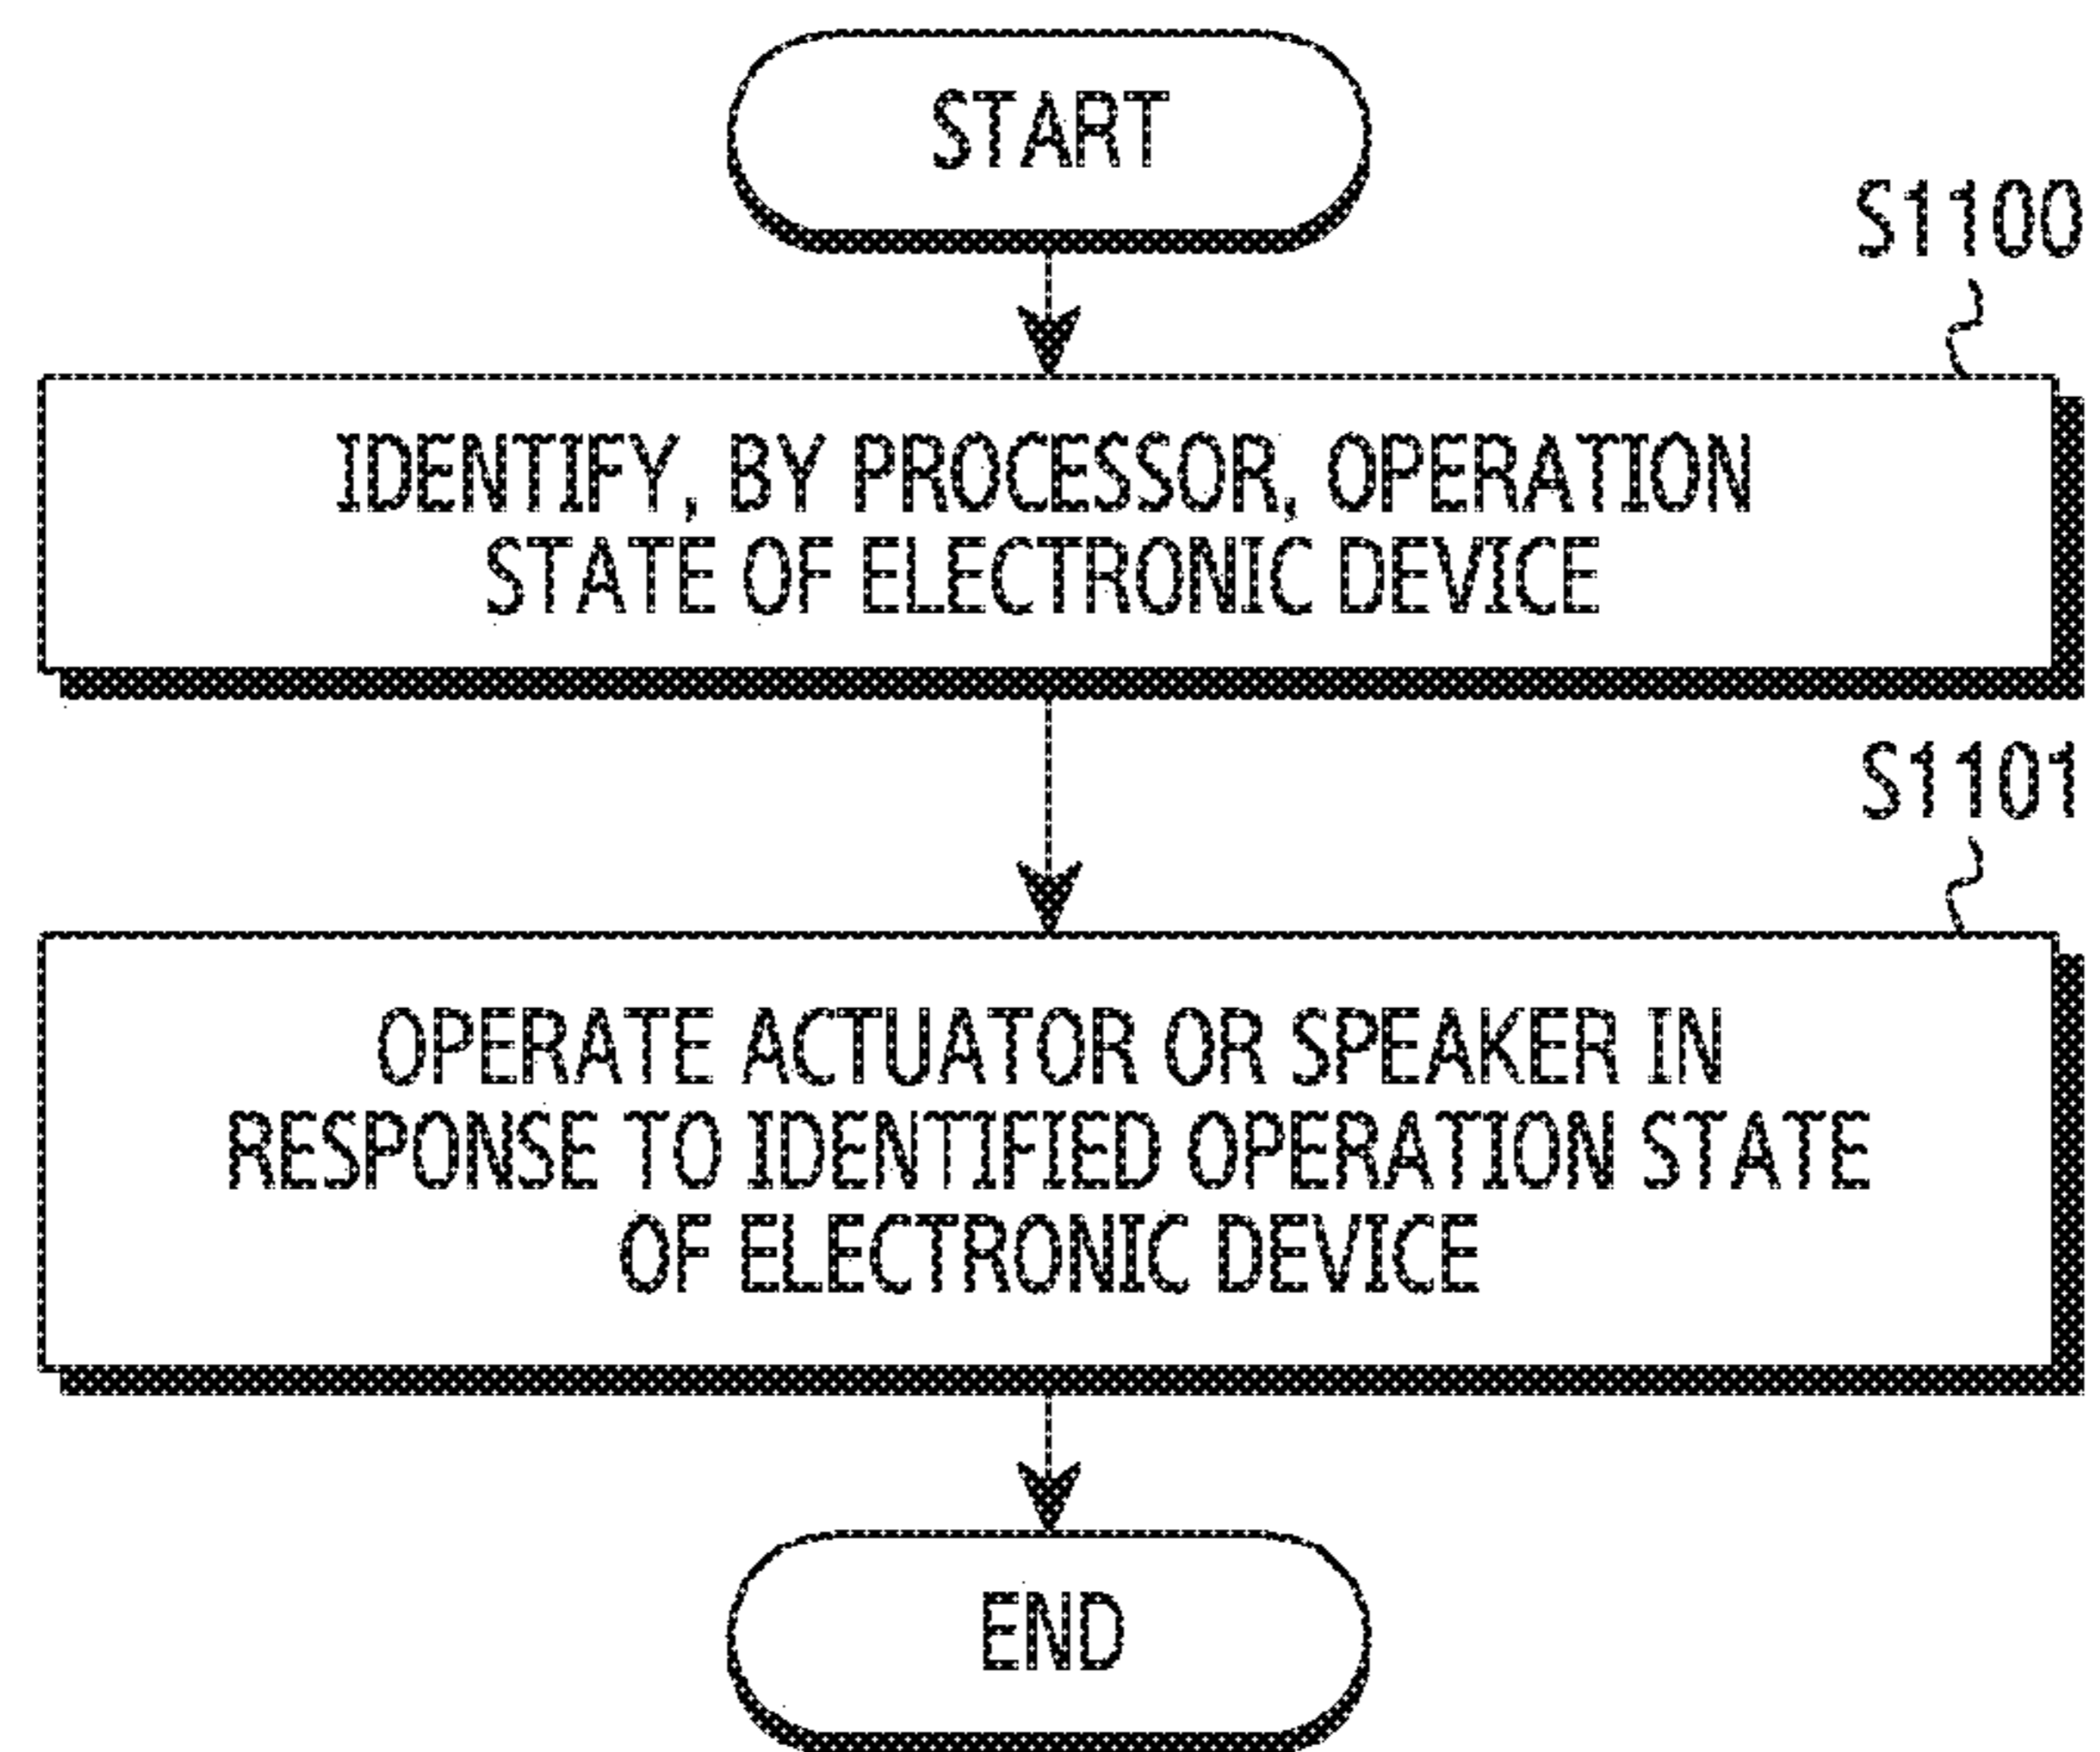 START
S1100
IDENTIFY, BY PROCESSOR, OPERATION
STATE OF ELECTRONIC DEVICE
S1101
OPERATE ACTUATOR OR SPEAKER IN
RESPONSE TO IDENTIFIED OPERATION STATE
OF ELECTRONIC DEVICE
END